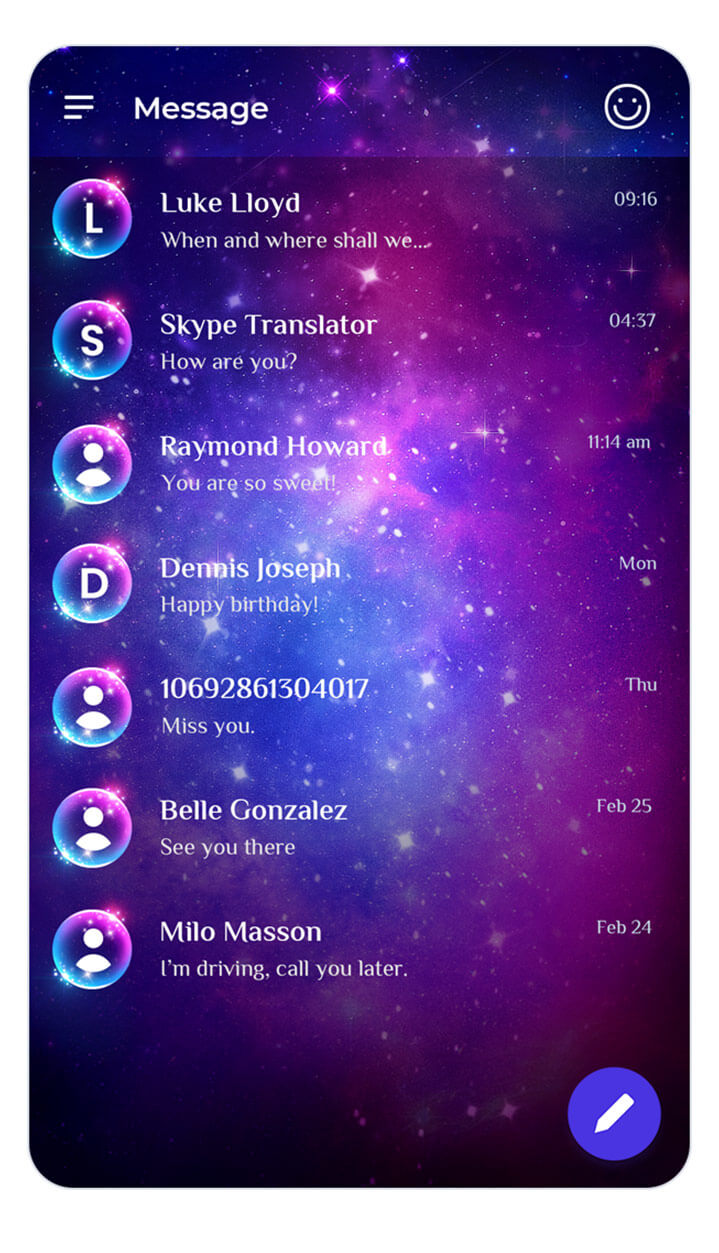 Message
L
Luke Lloyd
09:16
When and where shall we...
S
Skype Translator
04:37
How are you?
Raymond Howard
11:14 am
You are so sweet!
D
Dennis Joseph
Mon
Happy birthday!
10692861304017
Thu
Miss you.
Belle Gonzalez
Feb 25
See you there
Milo Masson
Feb 24
I'm driving, call you later.